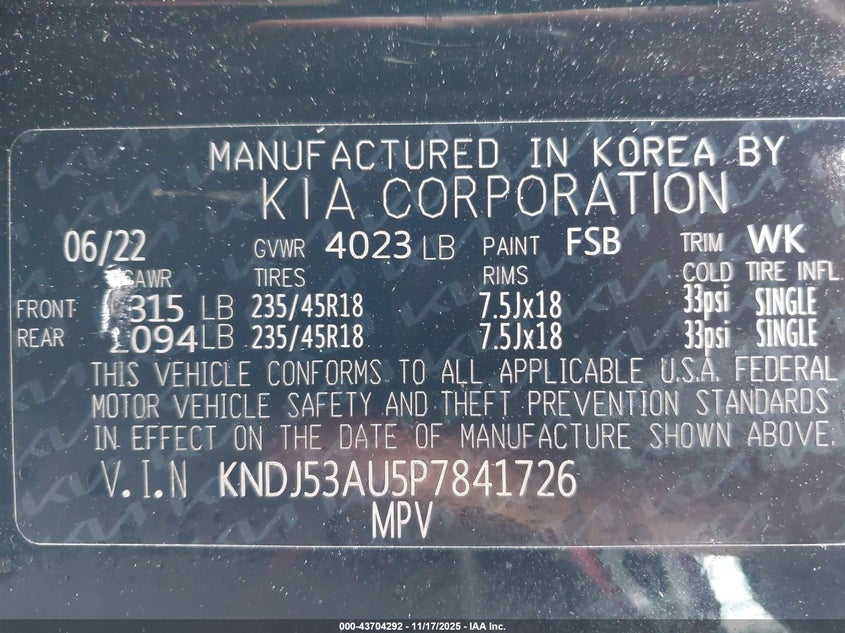 MANUFACTURED IN KOREA BY
KIA CORPORATION
06/22 GVWR 4023 LB PAINT FSB TRIM WK
GAWR TIRES RIMS COLD TIRE INFL.
FRONT LB 235/45R18 7.5Jx18 33psi SINGLE
REAR LB 235/45R18 7.5Jx18 33psi SINGLE
THIS VEHICLE CONFORMS TO ALL APPLICABLE U.S.A. FEDERAL
MOTOR VEHICLE SAFETY AND THEFT PREVENTION STANDARDS
IN EFFECT ON THE DATE OF MANUFACTURE SHOWN ABOVE.
V.I.N KNDJ53AU5P7841726
MPV
000-43704292 - 11/17/2025 - IAA Inc.